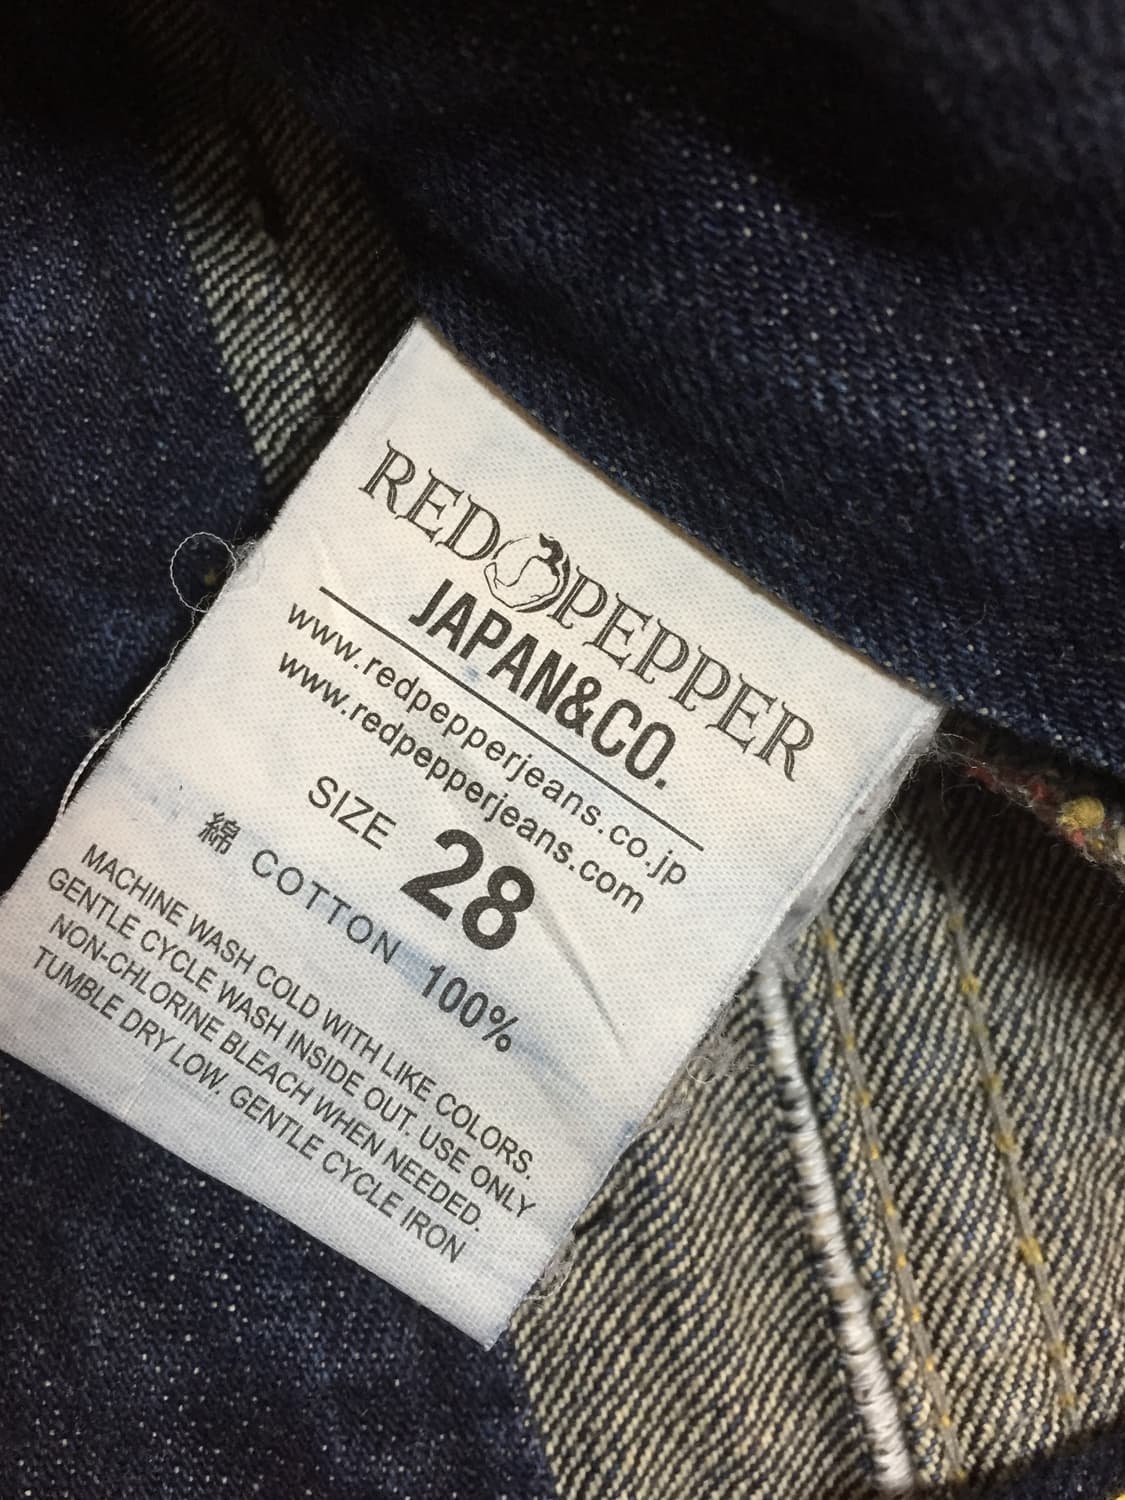 RED PEPPER
JAPAN&CO.
www.redpepperjeans.co.jp
www.redpepperjeans.com
SIZE 28
綿 COTTON 100%
MACHINE WASH COLD WITH LIKE COLORS.
GENTLE CYCLE WASH INSIDE OUT. USE ONLY
NON-CHLORINE BLEACH WHEN NEEDED.
TUMBLE DRY LOW. GENTLE CYCLE IRON